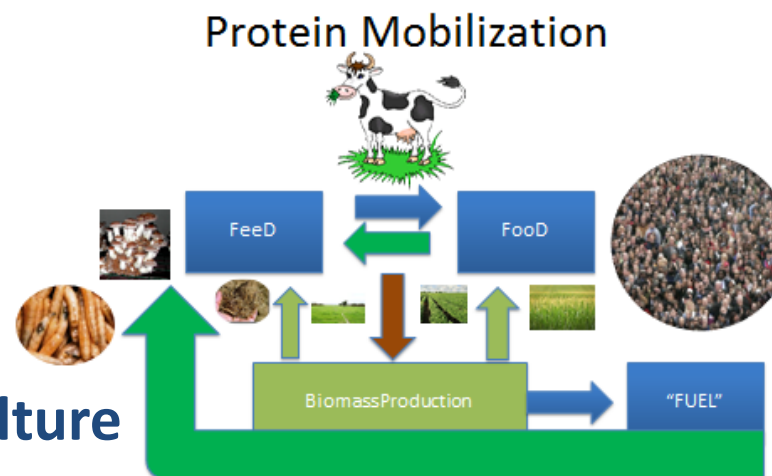 Protein Mobilization
FeeD
FooD
BiomassProduction
"FUEL"
lture